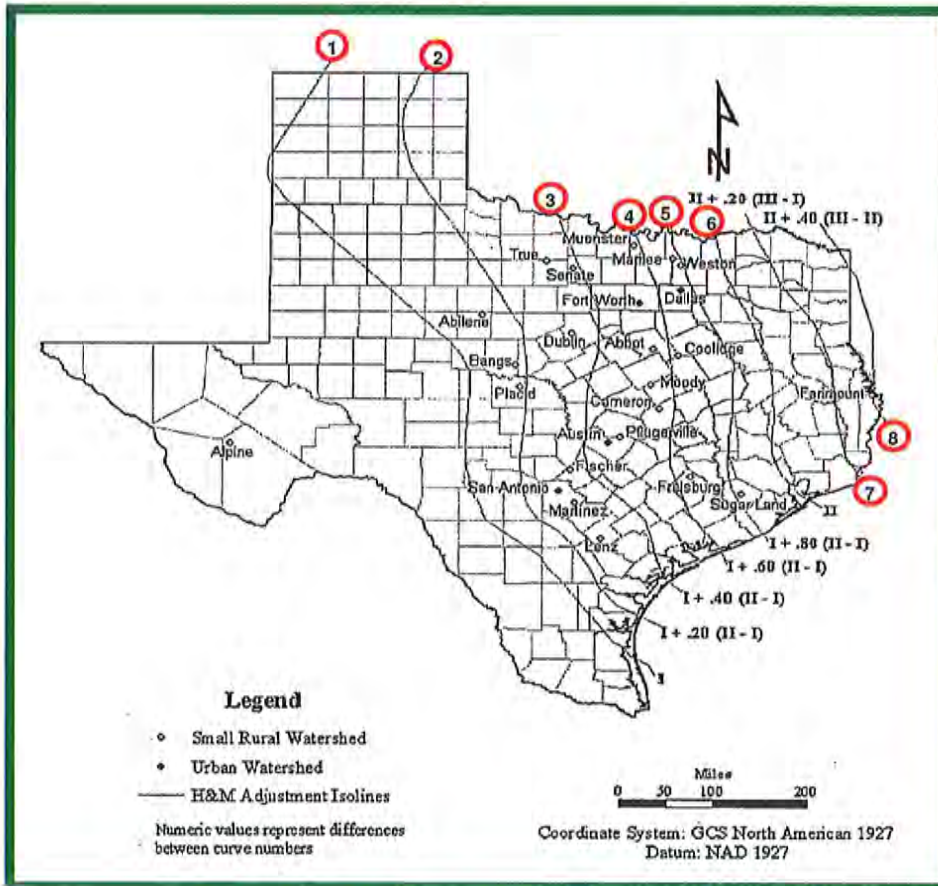 1
2
3
4
5
6
II + .20 (III - I)
II + .40 (III - II)
Muenster
Manlee
Weston
True
Senate
Fort Worth
Dallas
Abilene
Dublin
Abbott
Coolidge
Bangs
Placid
Moody
Cameron
Farimount
Alpine
Austin
Pflugerville
8
Fischer
San Antonio
Freisburg
Sugar Land
7
Martinez
II
Lenz
I + .80 (II - I)
I + .60 (II - I)
I + .40 (II - I)
I + .20 (II - I)
I
N
Legend
Small Rural Watershed
Urban Watershed
H&M Adjustment Isolines
Numeric values represent differences
between curve numbers
Miles
0 50 100 200
Coordinate System: GCS North American 1927
Datum: NAD 1927